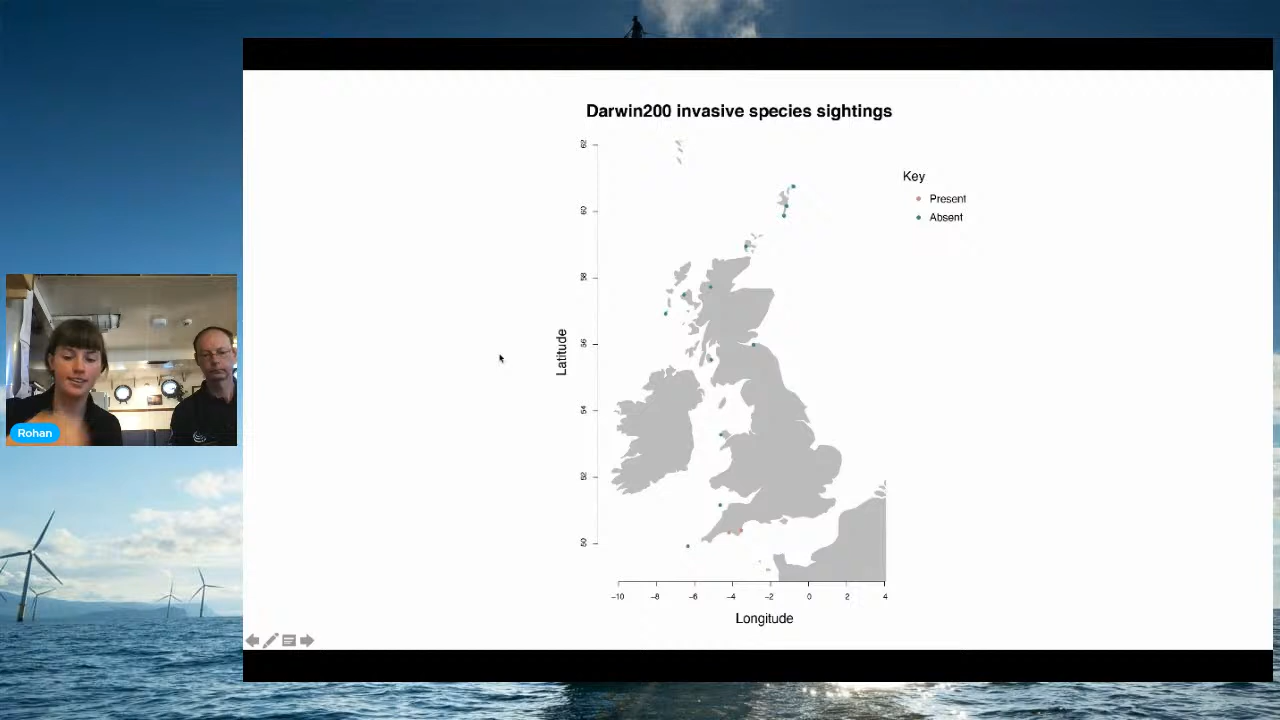 Darwin200 invasive species sightings
Key
Present
Absent
Latitude
62
60
58
56
54
52
50
-10
-8
-6
-4
-2
0
2
4
Longitude
Rohan